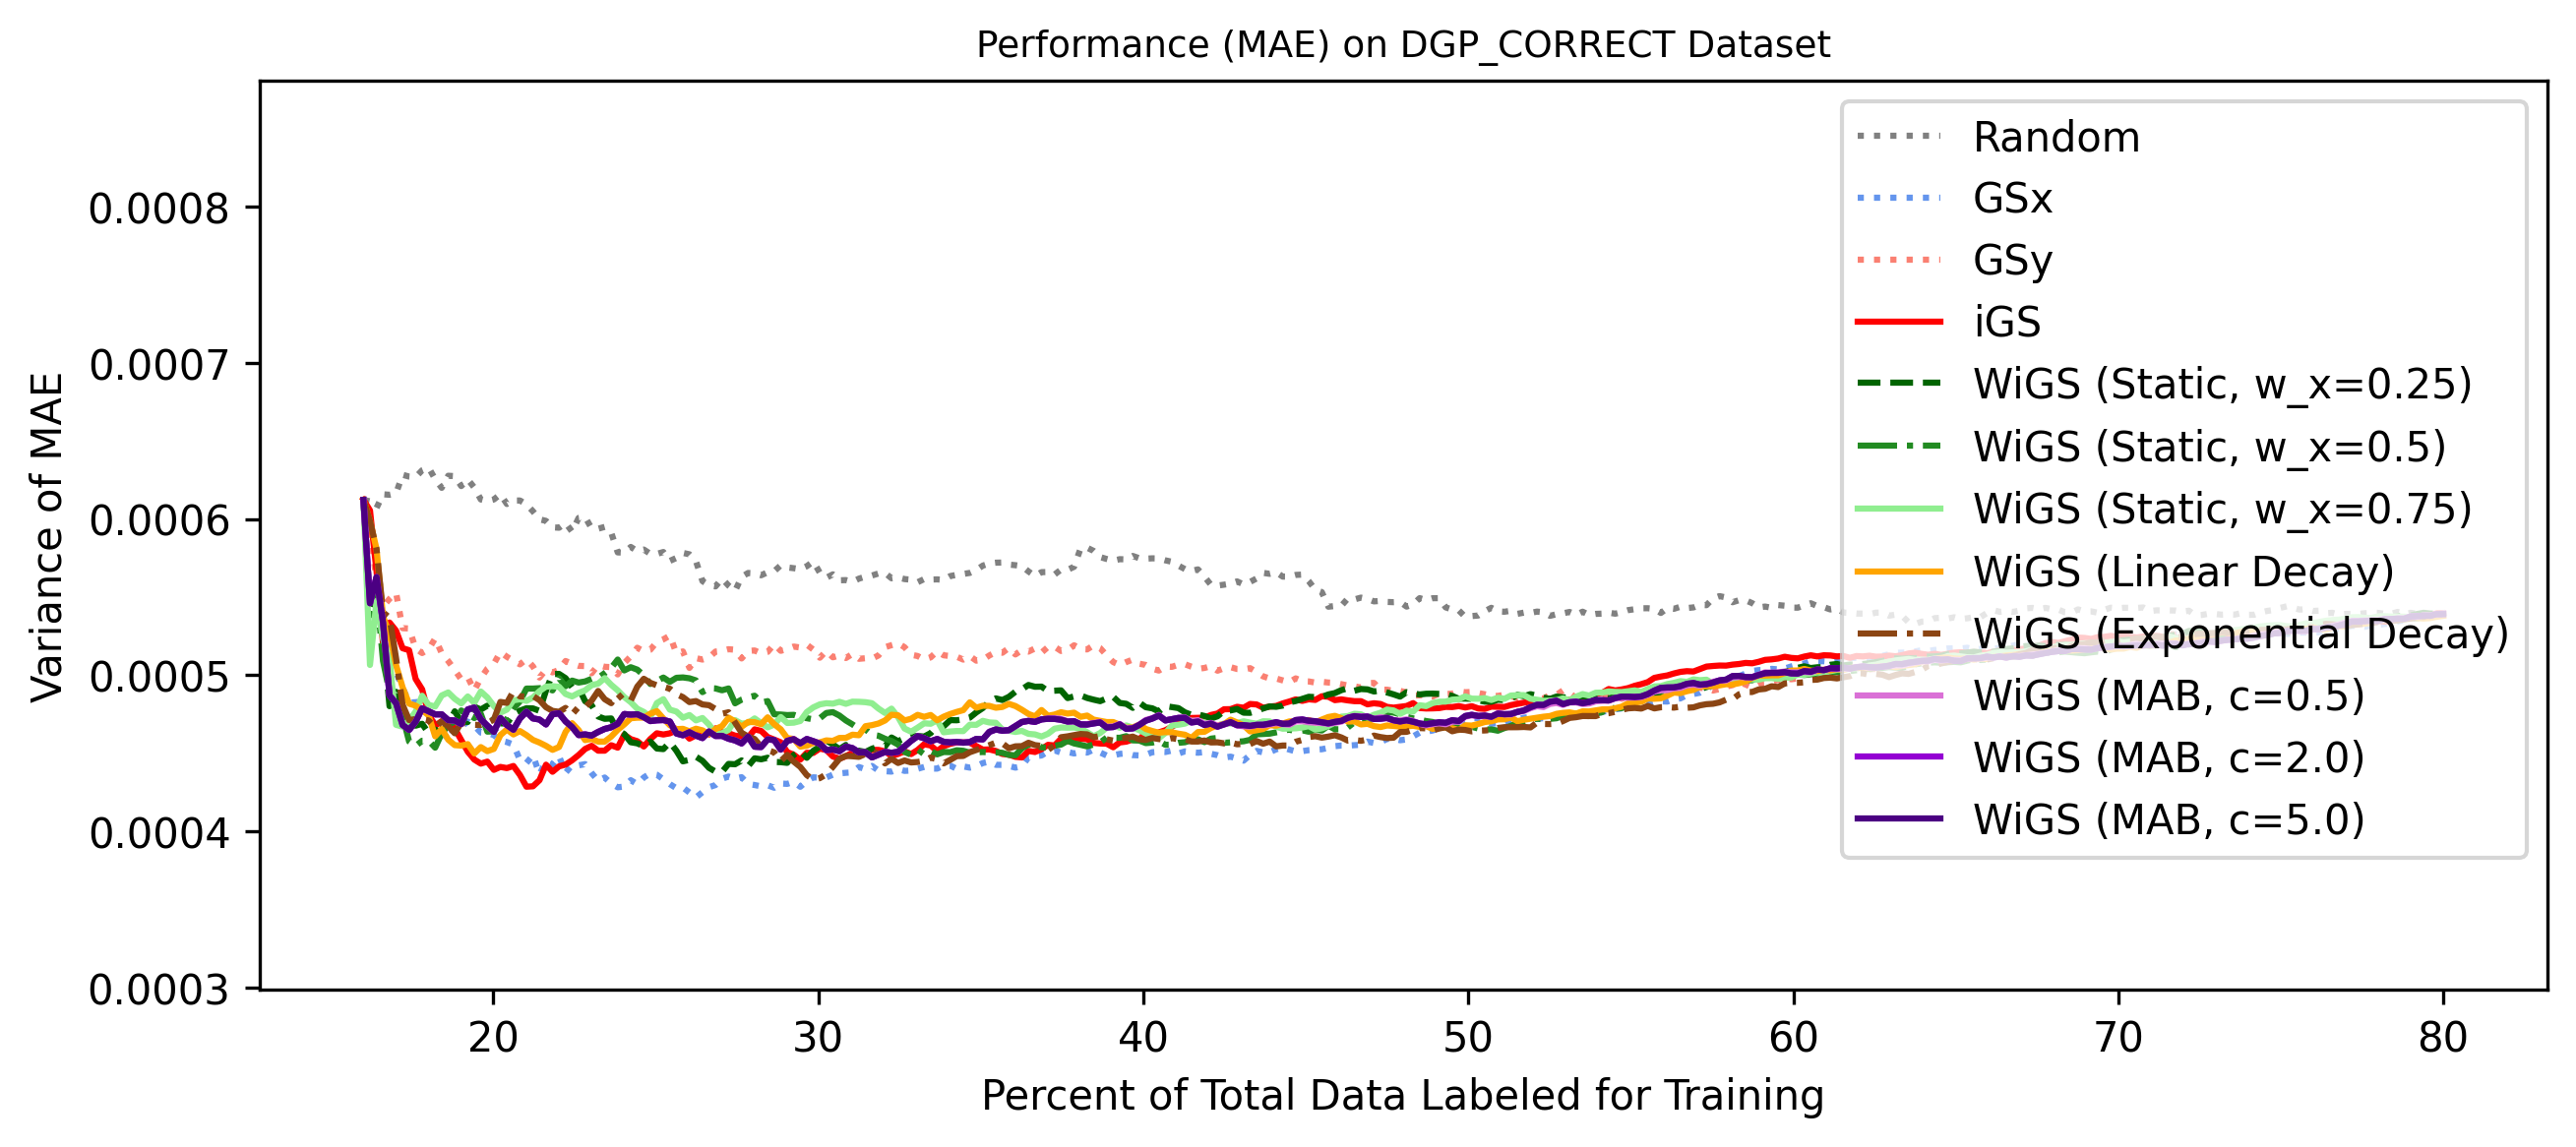 Performance (MAE) on DGP_CORRECT Dataset
Variance of MAE
0.0008
0.0007
0.0006
0.0005
0.0004
0.0003
20 30 40 50 60 70 80
Percent of Total Data Labeled for Training
Random
GSx
GSy
iGS
WiGS (Static, w_x=0.25)
WiGS (Static, w_x=0.5)
WiGS (Static, w_x=0.75)
WiGS (Linear Decay)
WiGS (Exponential Decay)
WiGS (MAB, c=0.5)
WiGS (MAB, c=2.0)
WiGS (MAB, c=5.0)